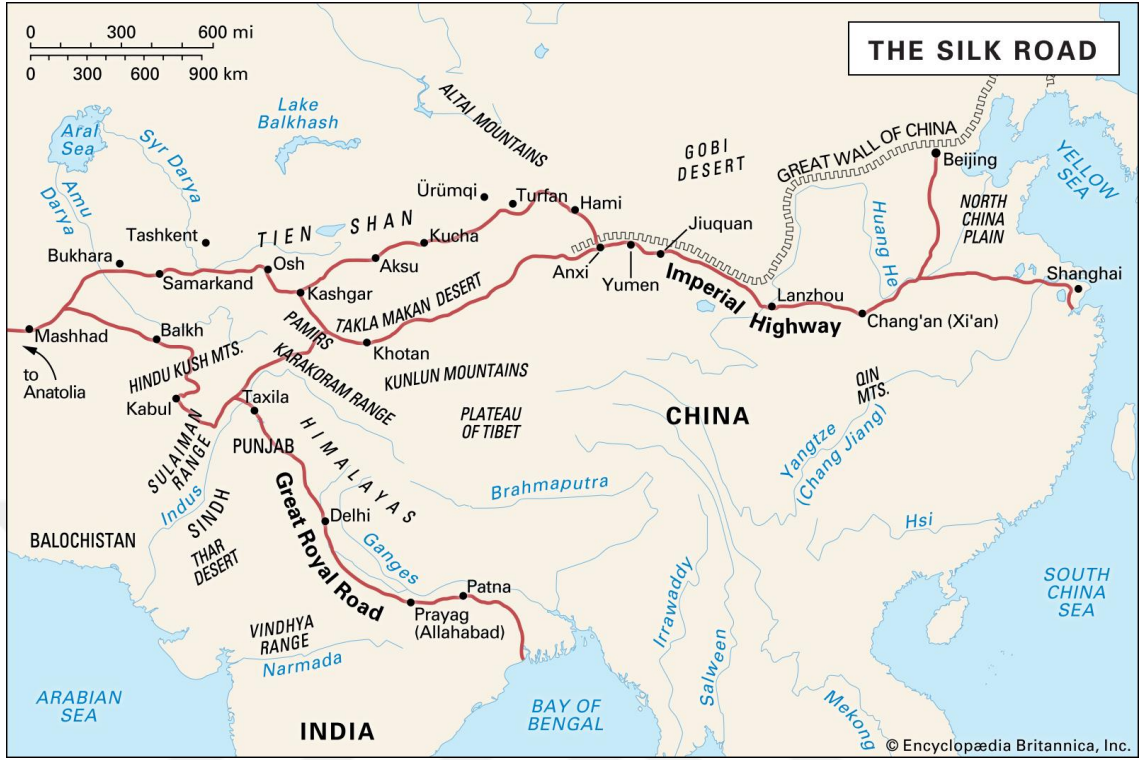 THE SILK ROAD
0 300 600 mi
0 300 600 900 km
Aral
Sea
Syr Darya
Amu
Darya
Lake
Balkhash
ALTAI MOUNTAINS
GOBI
DESERT
GREAT WALL OF CHINA
Beijing
YELLOW
SEA
NORTH
CHINA
PLAIN
Huang He
Ürümqi
Turfan
Hami
Jiuquan
Tashkent
TIEN SHAN
Kucha
Bukhara
Osh
Aksu
Anxi
Yumen
Samarkand
Kashgar
Imperial
Highway
Lanzhou
Shanghai
Chang'an (Xi'an)
Mashhad
Balkh
PAMIRS
TAKLA MAKAN DESERT
Khotan
to
Anatolia
HINDU KUSH MTS.
KARAKORAM RANGE
KUNLUN MOUNTAINS
QIN
MTS.
Kabul
Taxila
PLATEAU
OF TIBET
CHINA
SULAIMAN
RANGE
PUNJAB
HIMALAYAS
Yangtze
(Chang Jiang)
Indus
SINDH
Great Royal Road
Brahmaputra
Delhi
Hsi
BALOCHISTAN
THAR
DESERT
Ganges
Patna
Prayag
(Allahabad)
SOUTH
CHINA
SEA
VINDHYA
RANGE
Narmada
Irrawaddy
Salween
Mekong
ARABIAN
SEA
INDIA
BAY OF
BENGAL
© Encyclopædia Britannica, Inc.